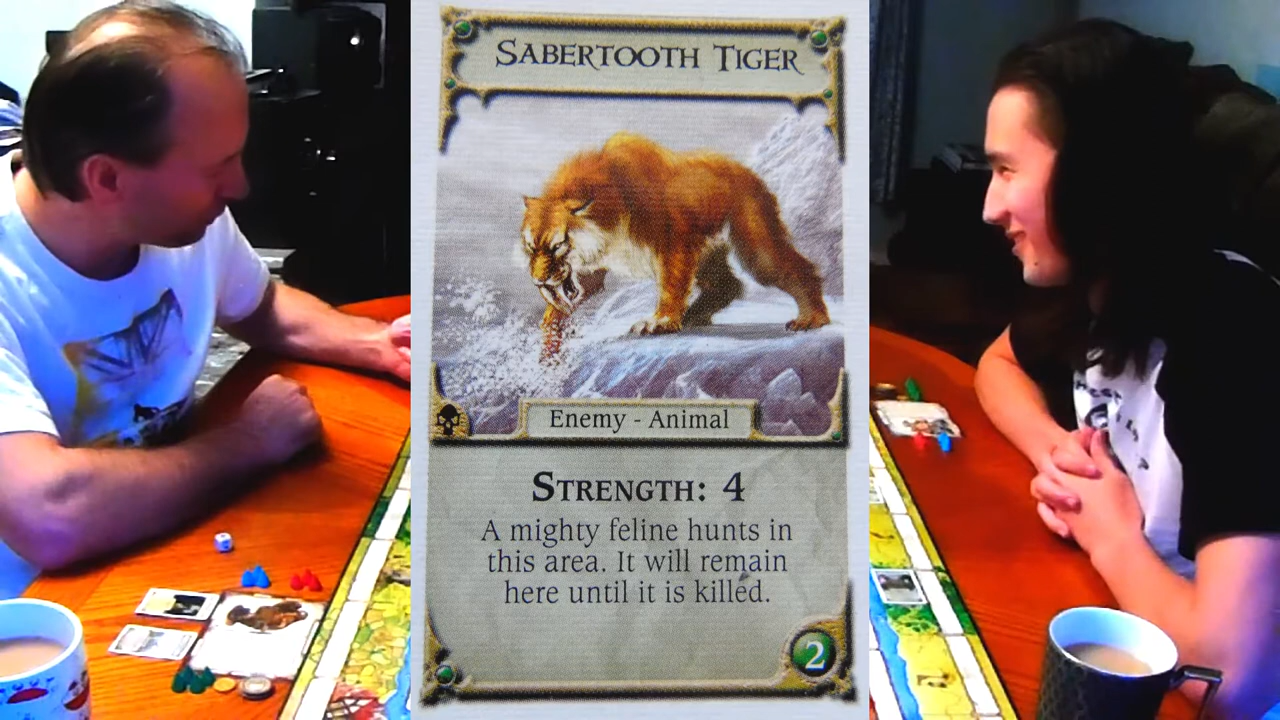 Sabertooth Tiger
Enemy - Animal
Strength: 4
A mighty feline hunts in
this area. It will remain
here until it is killed.
2